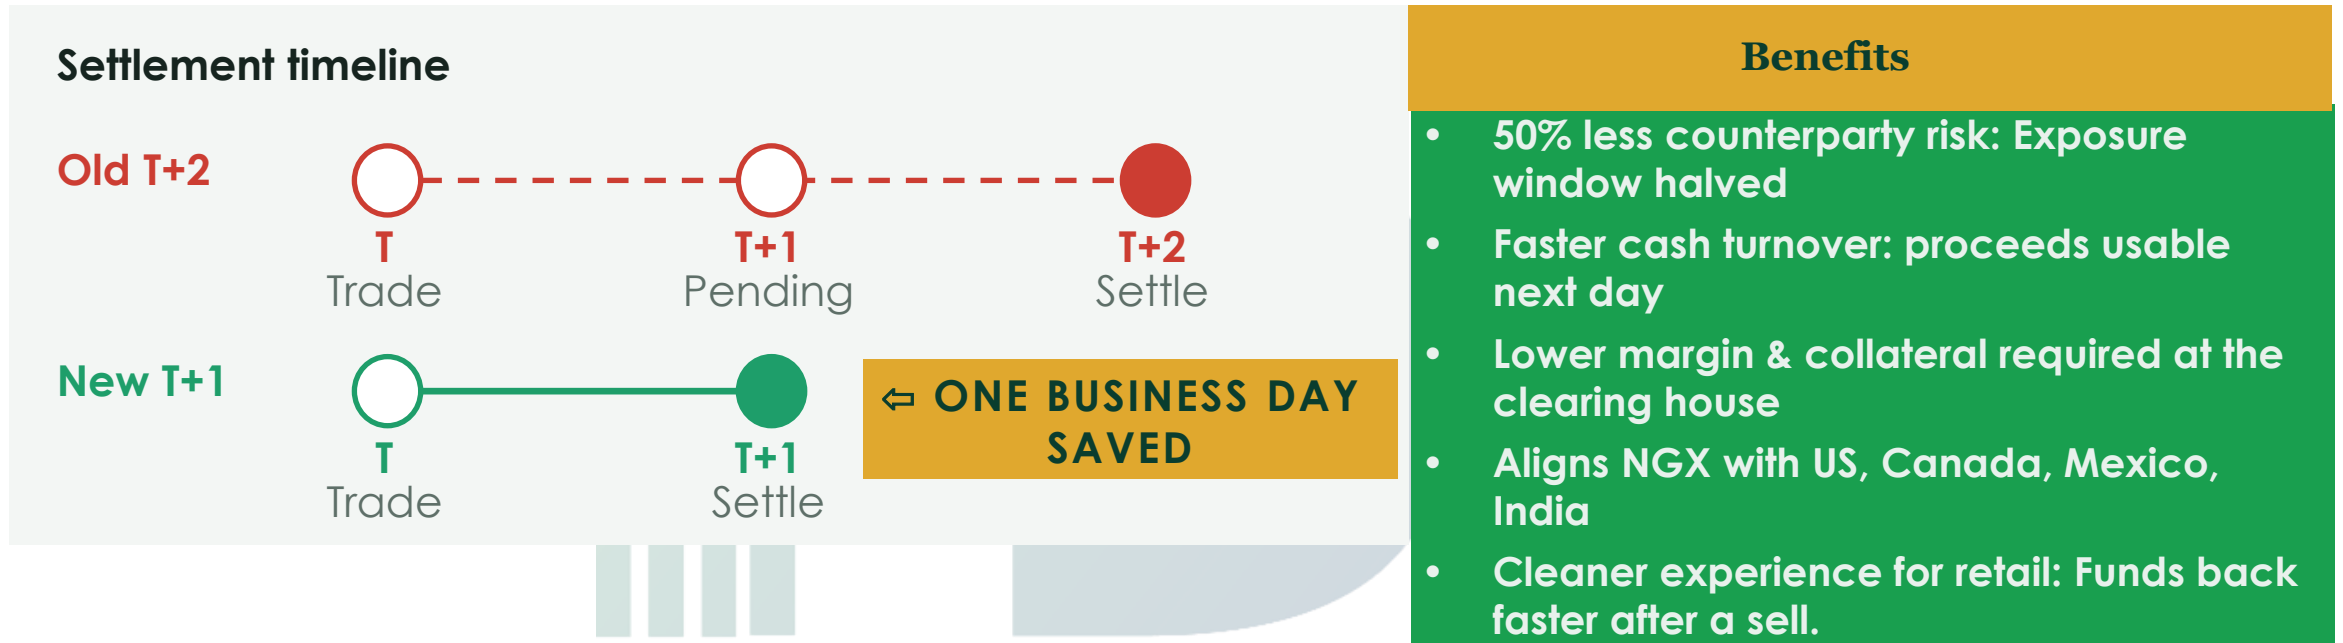 Settlement timeline
Old T+2
T
Trade
T+1
Pending
T+2
Settle
New T+1
T
Trade
T+1
Settle
⇦ ONE BUSINESS DAY
SAVED
Benefits
• 50% less counterparty risk: Exposure
window halved
• Faster cash turnover: proceeds usable
next day
• Lower margin & collateral required at the
clearing house
• Aligns NGX with US, Canada, Mexico,
India
• Cleaner experience for retail: Funds back
faster after a sell.